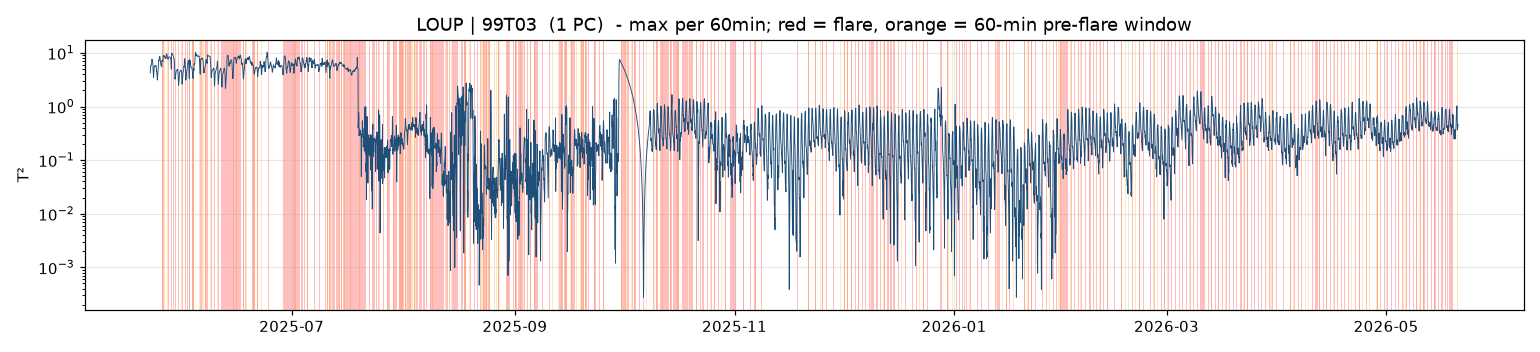 LOUP | 99T03  (1 PC)  - max per 60min; red = flare, orange = 60-min pre-flare window
T²
10¹
10⁰
10⁻¹
10⁻²
10⁻³
2025-07 2025-09 2025-11 2026-01 2026-03 2026-05